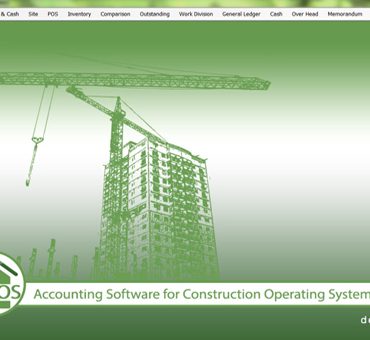 & Cash Site POS Inventory Comparison Outstanding Work Division General Ledger Cash Over Head Memorandum
OS
Accounting Software for Construction Operating System
de